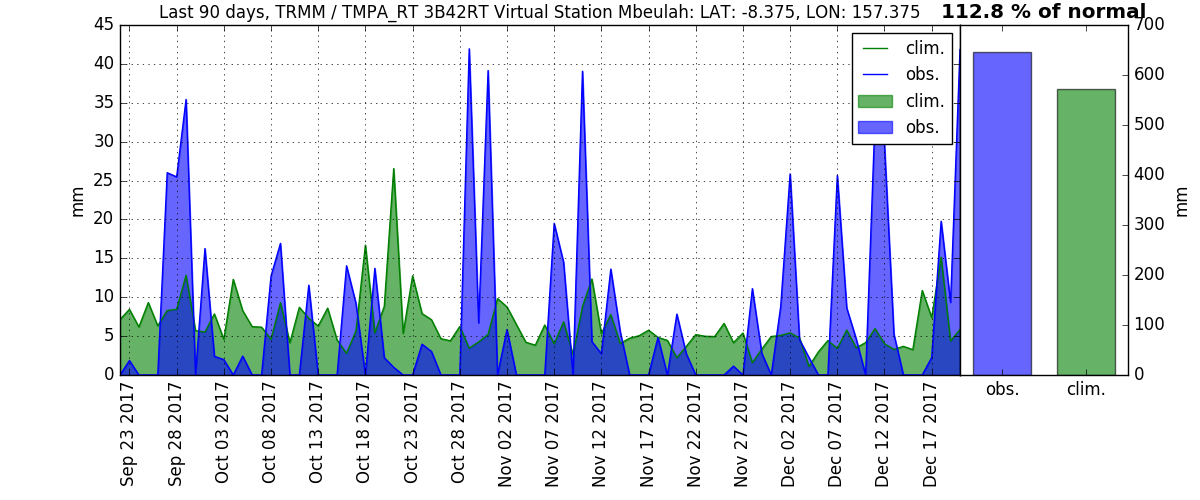 Last 90 days, TRMM / TMPA_RT 3B42RT Virtual Station Mbeulah: LAT: -8.375, LON: 157.375 112.8 % of normal
45
40
35
30
25
20
15
10
5
0
mm
clim.
obs.
clim.
obs.
700
600
500
400
300
200
100
0
mm
Sep 23 2017
Sep 28 2017
Oct 03 2017
Oct 08 2017
Oct 13 2017
Oct 18 2017
Oct 23 2017
Oct 28 2017
Nov 02 2017
Nov 07 2017
Nov 12 2017
Nov 17 2017
Nov 22 2017
Nov 27 2017
Dec 02 2017
Dec 07 2017
Dec 12 2017
Dec 17 2017
obs.
clim.